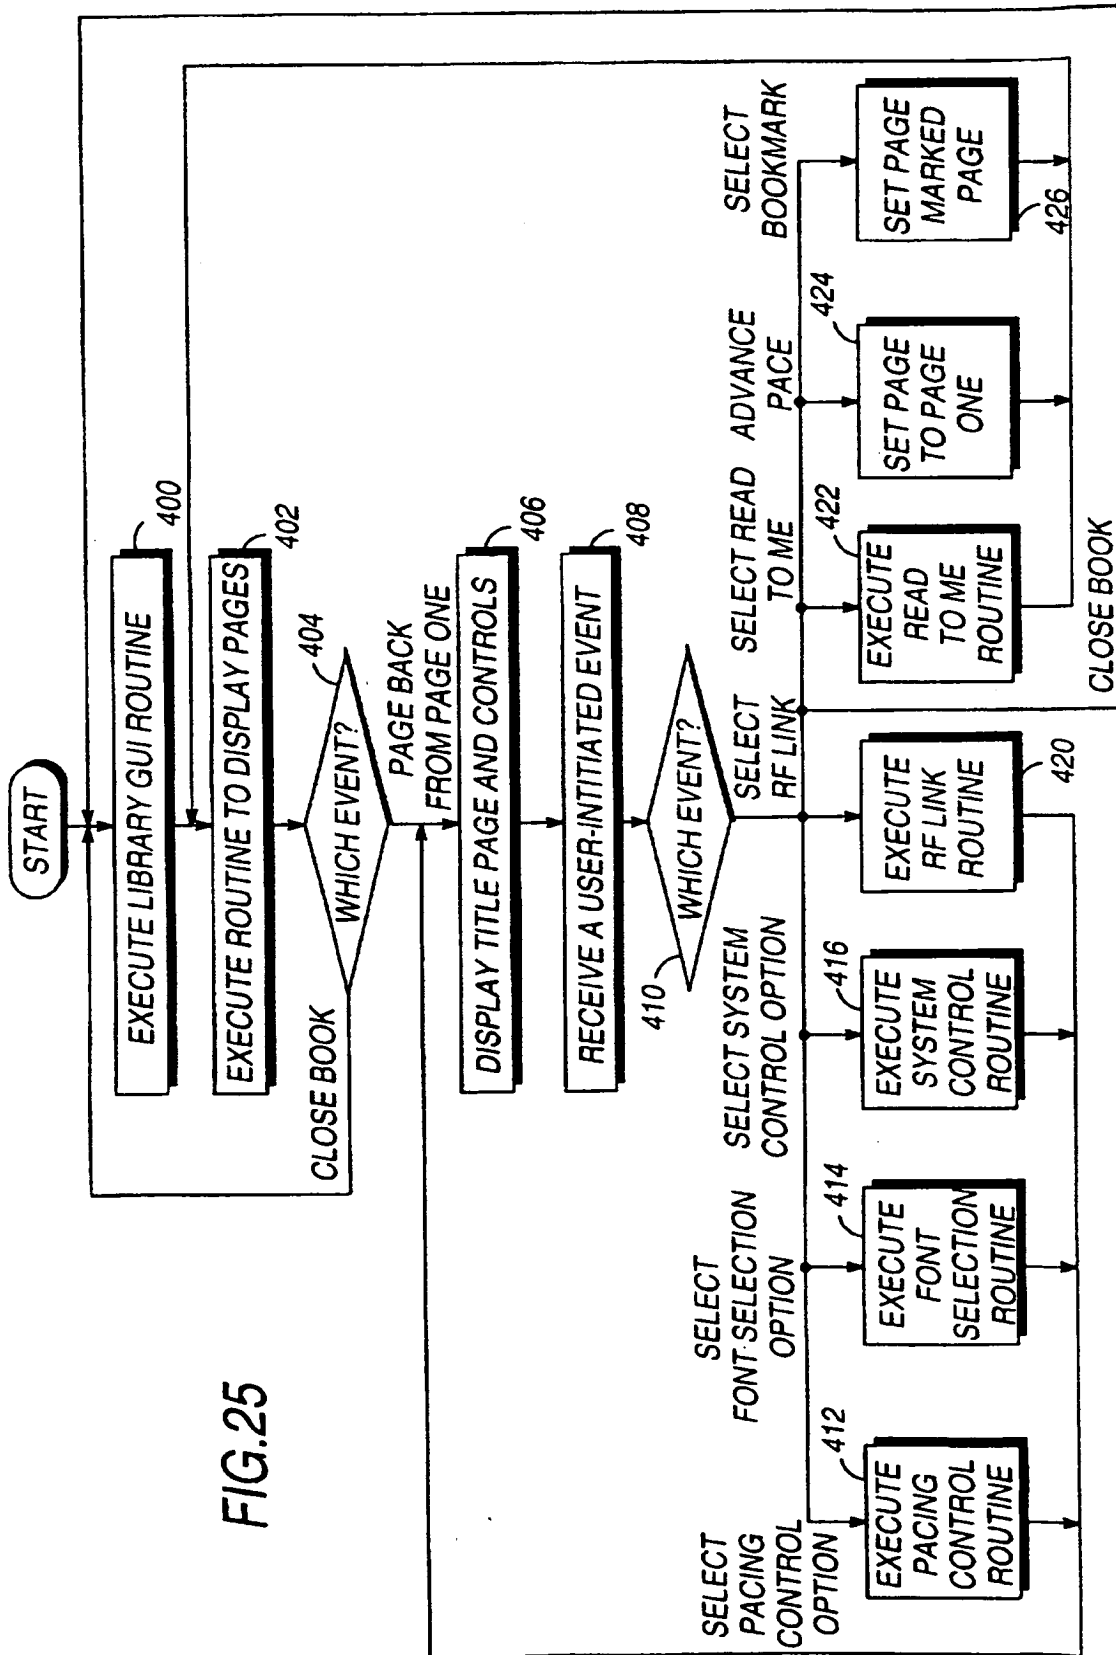 FIG.25
START
EXECUTE LIBRARY GUI ROUTINE
400
EXECUTE ROUTINE TO DISPLAY PAGES
402
WHICH EVENT?
404
CLOSE BOOK
PAGE BACK
FROM PAGE ONE
DISPLAY TITLE PAGE AND CONTROLS
406
RECEIVE A USER-INITIATED EVENT
408
WHICH EVENT?
410
SELECT
PACING
CONTROL
OPTION
SELECT
FONT SELECTION
OPTION
SELECT SYSTEM
CONTROL OPTION
SELECT
RF LINK
SELECT READ
TO ME
ADVANCE
PACE
SELECT
BOOKMARK
EXECUTE
PACING
CONTROL
ROUTINE
412
EXECUTE
FONT
SELECTION
ROUTINE
414
EXECUTE
SYSTEM
CONTROL
ROUTINE
416
EXECUTE
RF LINK
ROUTINE
420
EXECUTE
READ
TO ME
ROUTINE
422
SET PAGE
TO PAGE
ONE
424
SET PAGE
MARKED
PAGE
426
CLOSE BOOK